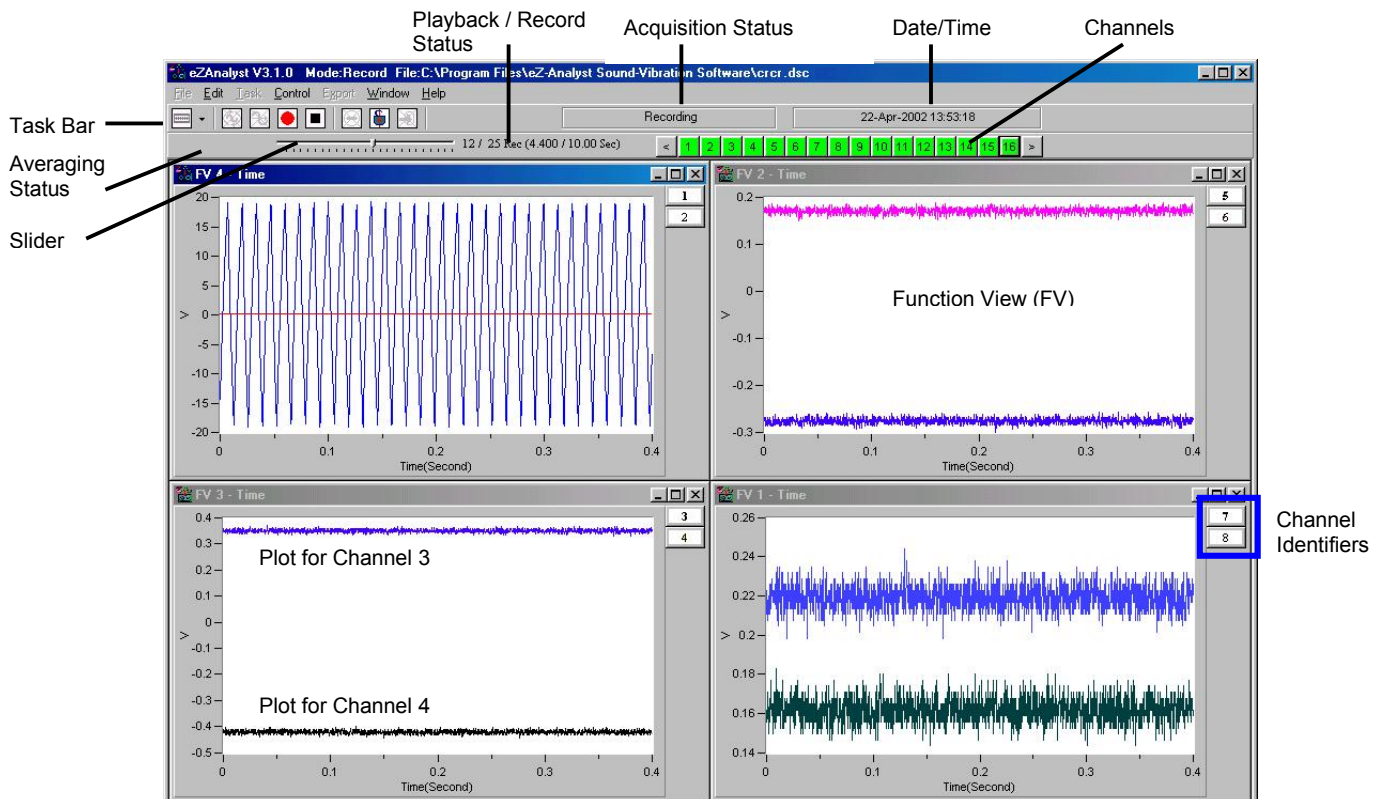 Playback / Record
Status
Acquisition Status
Date/Time
Channels
eZAnalyst V3.1.0 Mode:Record File:C:\Program Files\eZ-Analyst Sound-Vibration Software\crcr.dsc
File Edit Task Control Export Window Help
Task Bar
Recording
22-Apr-2002 13:53:18
12 / 25 Rec (4.400 / 10.00 Sec)
< 1 2 3 4 5 6 7 8 9 10 11 12 13 14 15 16 >
Averaging
Status
Slider
FV 4 - Time
1
2
20
15
10
5
0
-5
-10
-15
-20
V
0 0.1 0.2 0.3 0.4
Time(Second)
FV 2 - Time
5
6
0.2
0.1
0
-0.1
-0.2
-0.3
V
Function View (FV)
0 0.1 0.2 0.3 0.4
Time(Second)
FV 3 - Time
3
4
0.4
0.3
0.2
0.1
0
-0.1
-0.2
-0.3
-0.4
-0.5
V
Plot for Channel 3
Plot for Channel 4
0 0.1 0.2 0.3 0.4
Time(Second)
FV 1 - Time
7
8
0.26
0.24
0.22
0.2
0.18
0.16
0.14
V
0 0.1 0.2 0.3 0.4
Time(Second)
Channel
Identifiers